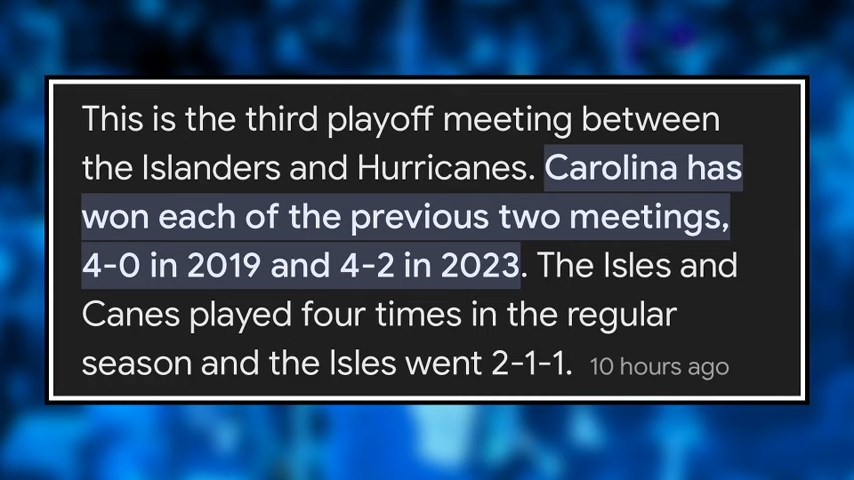 This is the third playoff meeting between
the Islanders and Hurricanes. Carolina has
won each of the previous two meetings,
4-0 in 2019 and 4-2 in 2023. The Isles and
Canes played four times in the regular
season and the Isles went 2-1-1. 10 hours ago